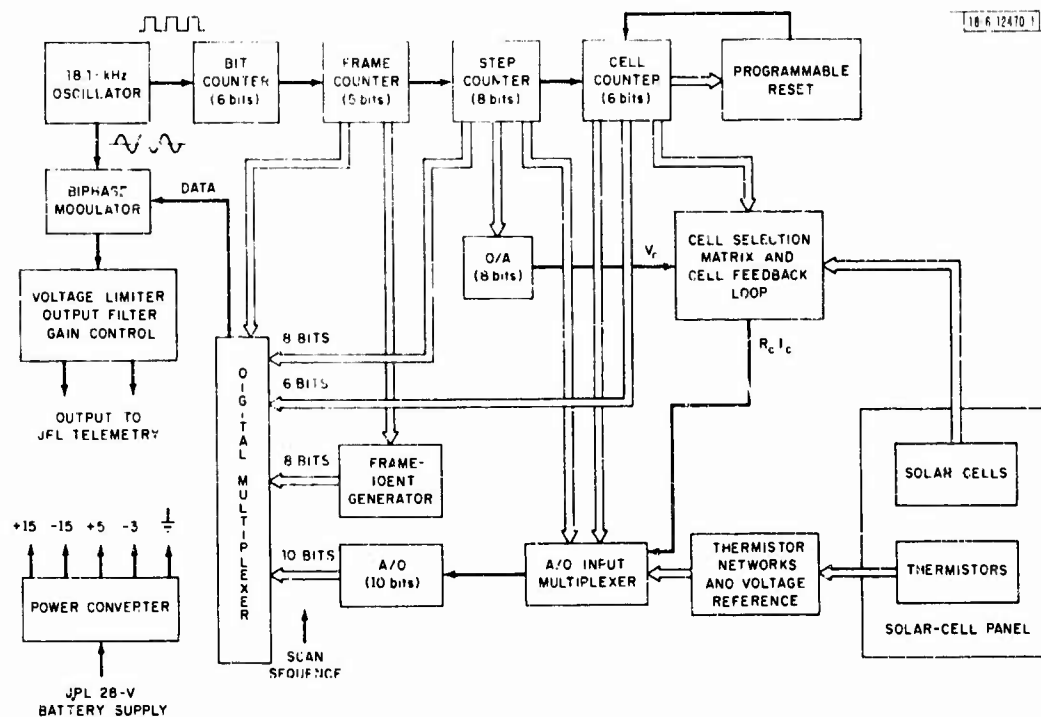 18-6-12470-1
18.1-kHz
OSCILLATOR
BIT
COUNTER
(6 bits)
FRAME
COUNTER
(5 bits)
STEP
COUNTER
(8 bits)
CELL
COUNTER
(6 bits)
PROGRAMMABLE
RESET
BIPHASE
MODULATOR
DATA
VOLTAGE LIMITER
OUTPUT FILTER
GAIN CONTROL
OUTPUT TO
JPL TELEMETRY
D/A
(8 bits)
Vr
CELL SELECTION
MATRIX AND
CELL FEEDBACK
LOOP
Rc Ic
DIGITAL MULTIPLEXER
8 BITS
6 BITS
8 BITS
10 BITS
FRAME-
IDENT
GENERATOR
A/D
(10 bits)
SCAN
SEQUENCE
A/D INPUT
MULTIPLEXER
THERMISTOR
NETWORKS
AND VOLTAGE
REFERENCE
SOLAR CELLS
THERMISTORS
SOLAR-CELL PANEL
+15 -15 +5 -3
POWER CONVERTER
JPL 28-V
BATTERY SUPPLY